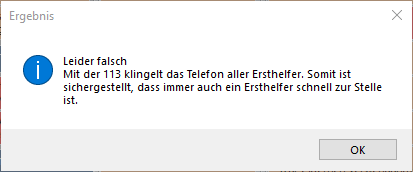 Ergebnis
Leider falsch
Mit der 113 klingelt das Telefon aller Ersthelfer. Somit ist
sichergestellt, dass immer auch ein Ersthelfer schnell zur Stelle
ist.
OK